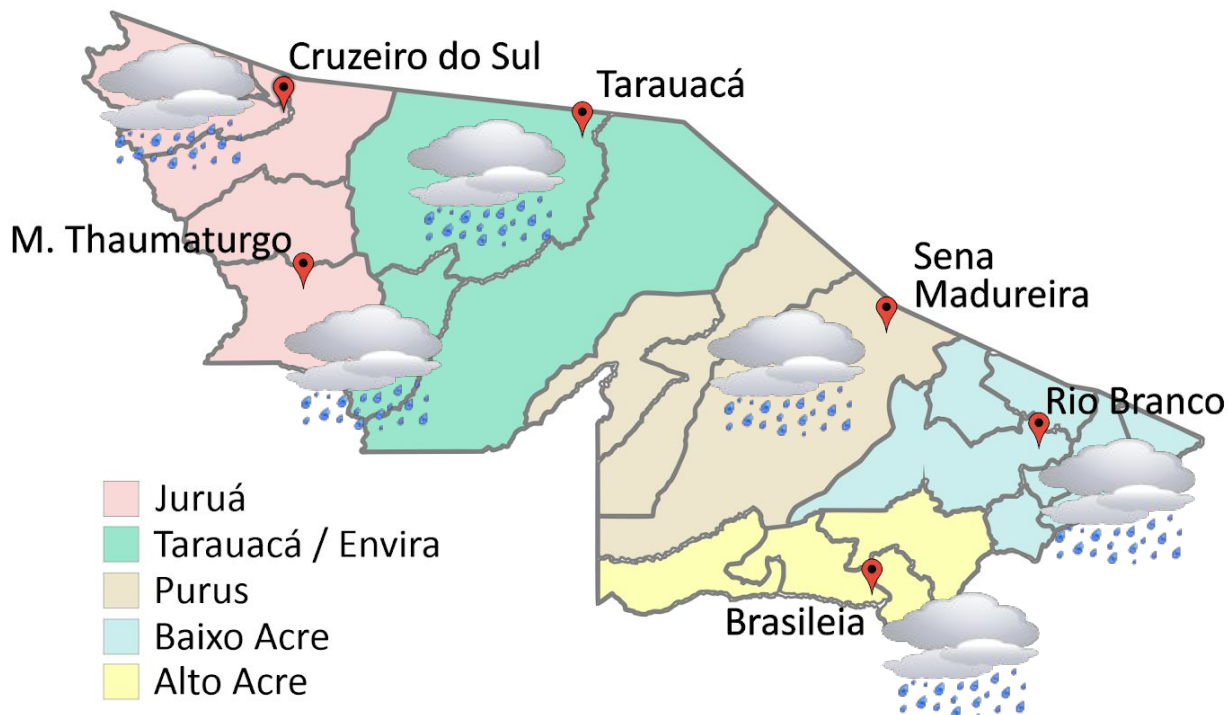 Cruzeiro do Sul
Tarauacá
M. Thaumaturgo
Sena
Madureira
Rio Branco
Brasileia
Juruá
Tarauacá / Envira
Purus
Baixo Acre
Alto Acre